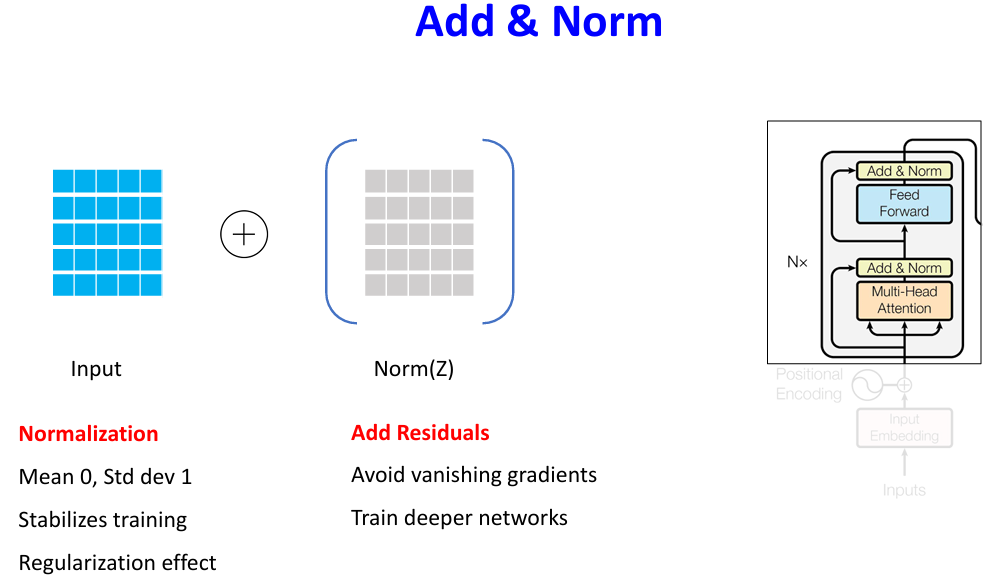 Add & Norm
Input
Norm(Z)
Normalization
Mean 0, Std dev 1
Stabilizes training
Regularization effect
Add Residuals
Avoid vanishing gradients
Train deeper networks
Add & Norm
Feed
Forward
N×
Add & Norm
Multi-Head
Attention
Positional
Encoding
Input
Embedding
Inputs